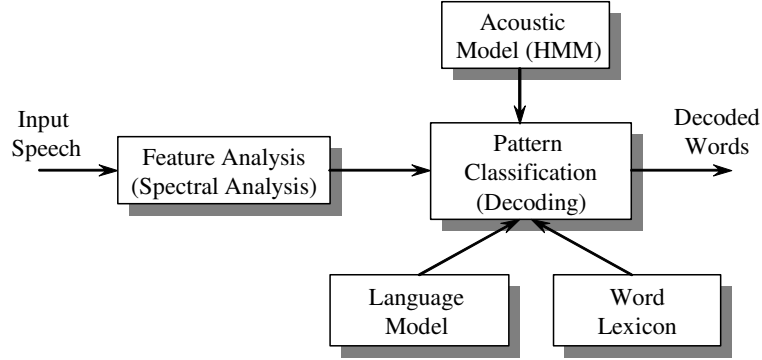 Acoustic
Model (HMM)
Input
Speech
Feature Analysis
(Spectral Analysis)
Pattern
Classification
(Decoding)
Decoded
Words
Language
Model
Word
Lexicon